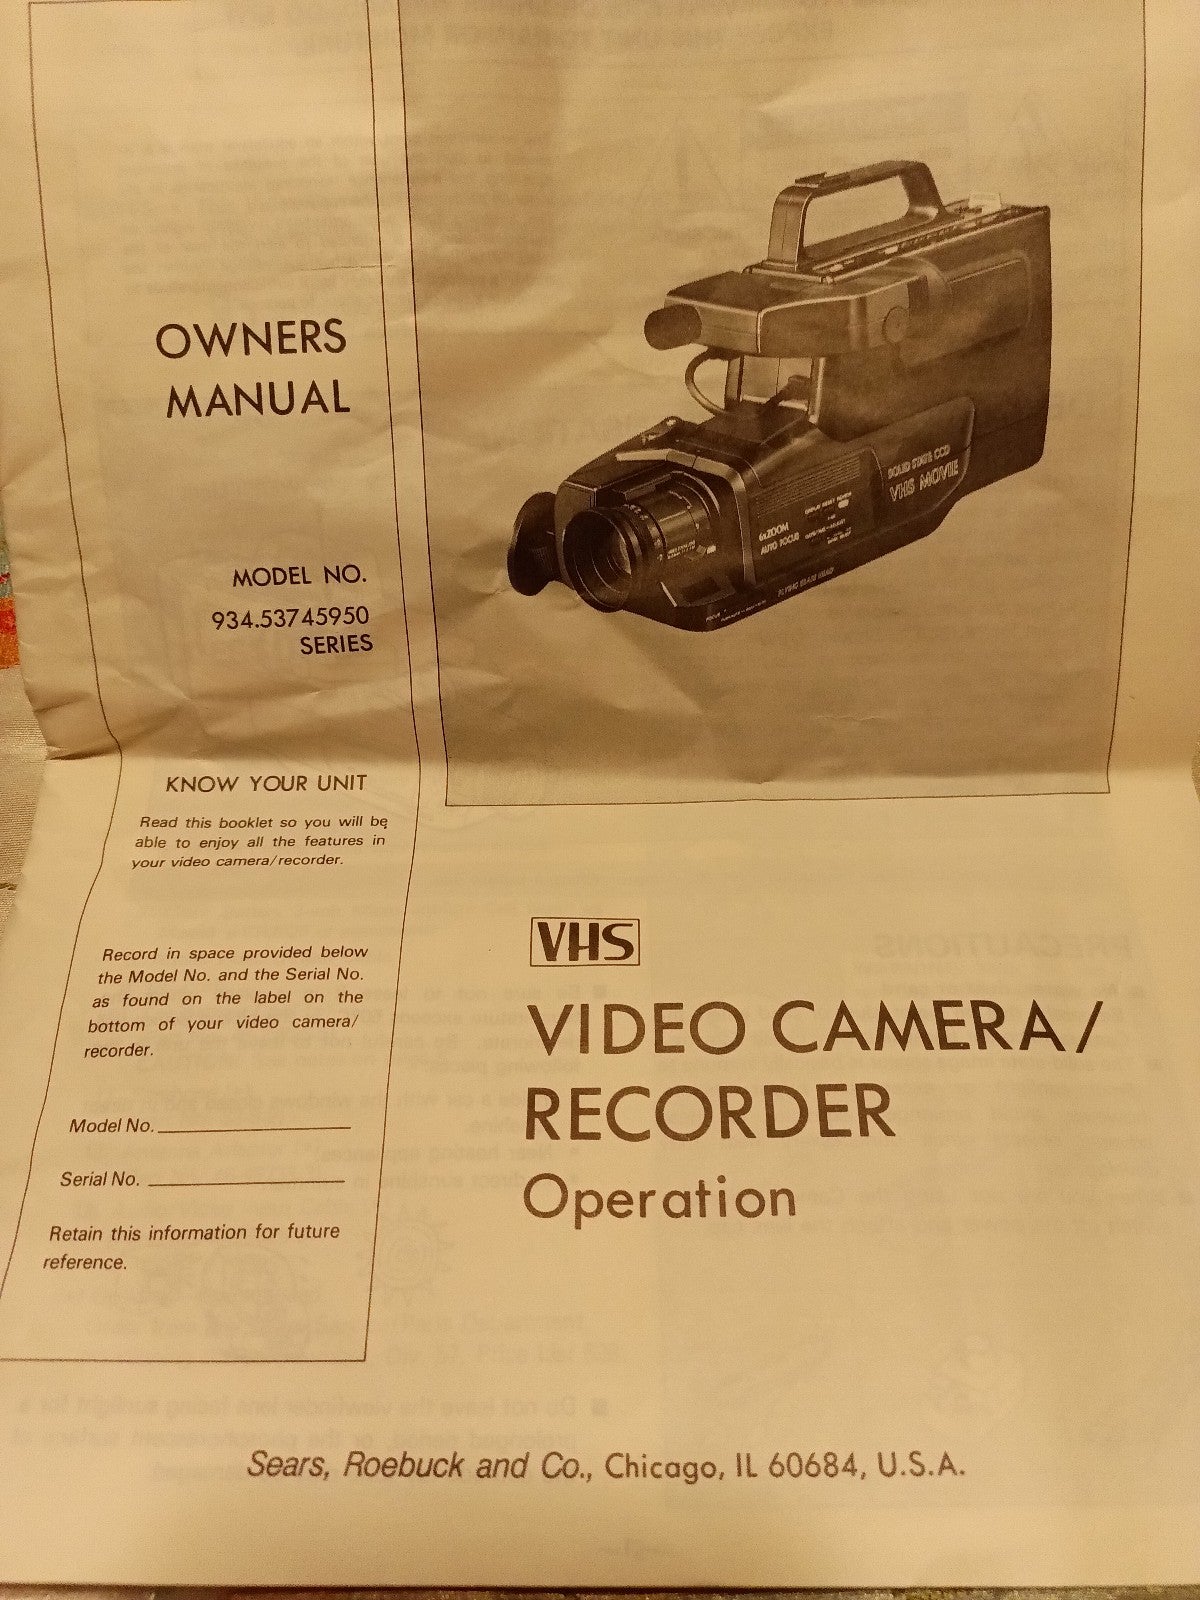 OWNERS
MANUAL
MODEL NO.
934.53745950
SERIES
KNOW YOUR UNIT
Read this booklet so you will be
able to enjoy all the features in
your video camera/recorder.
Record in space provided below
the Model No. and the Serial No.
as found on the label on the
bottom of your video camera/
recorder.
Model No.
Serial No.
Retain this information for future
reference.
SOLID STATE CCD
VHS MOVIE
6xZOOM
AUTO FOCUS
FLYING ERASE HEAD
VHS
VIDEO CAMERA/
RECORDER
Operation
Sears, Roebuck and Co., Chicago, IL 60684, U.S.A.